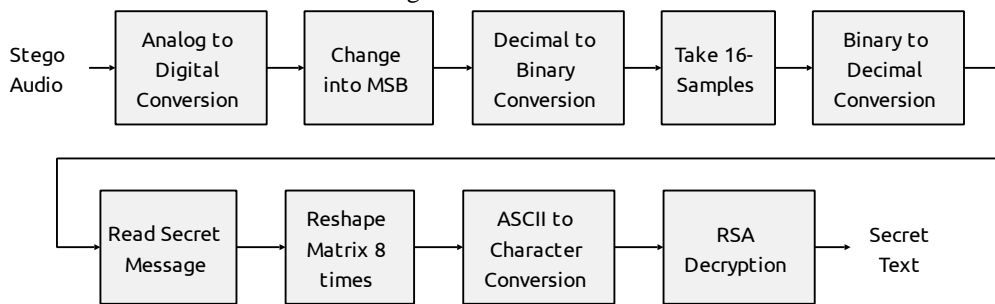 Stego
Audio
Analog to
Digital
Conversion
Change
into MSB
Decimal to
Binary
Conversion
Take 16-
Samples
Binary to
Decimal
Conversion
Read Secret
Message
Reshape
Matrix 8
times
ASCII to
Character
Conversion
RSA
Decryption
Secret
Text